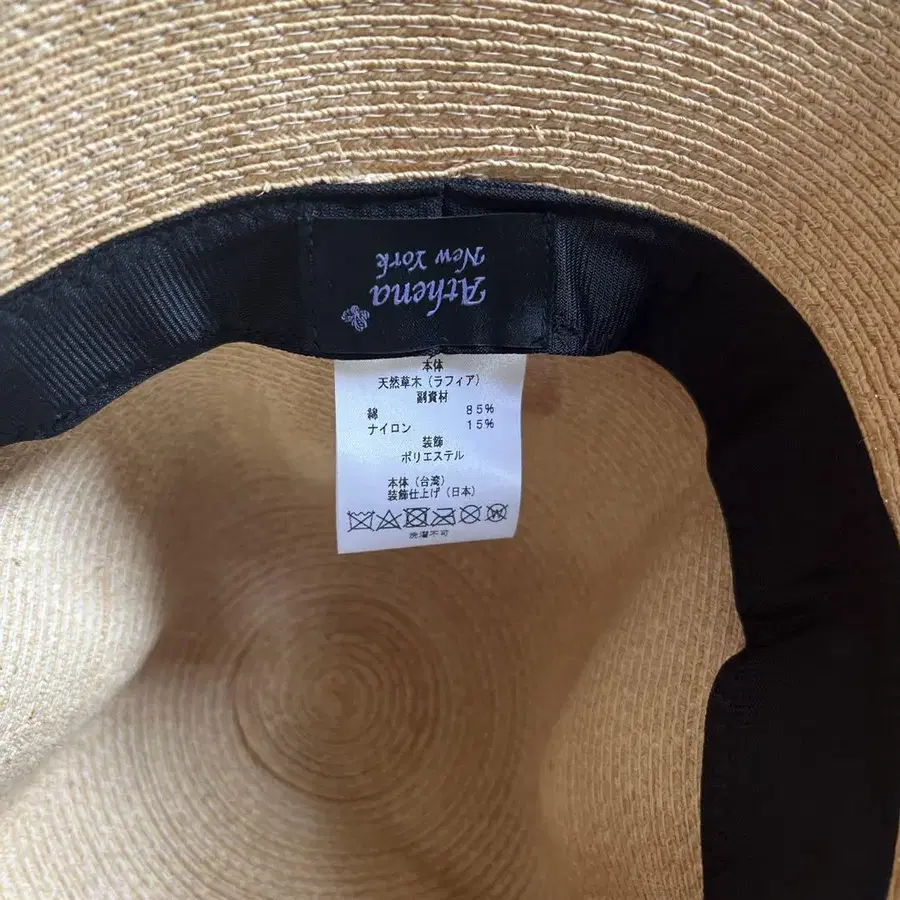 Athena
New York
本体
天然草木（ラフィア）
副資材
綿 85%
ナイロン 15%
装飾
ポリエステル
本体（台湾）
装飾仕上げ（日本）
洗濯不可